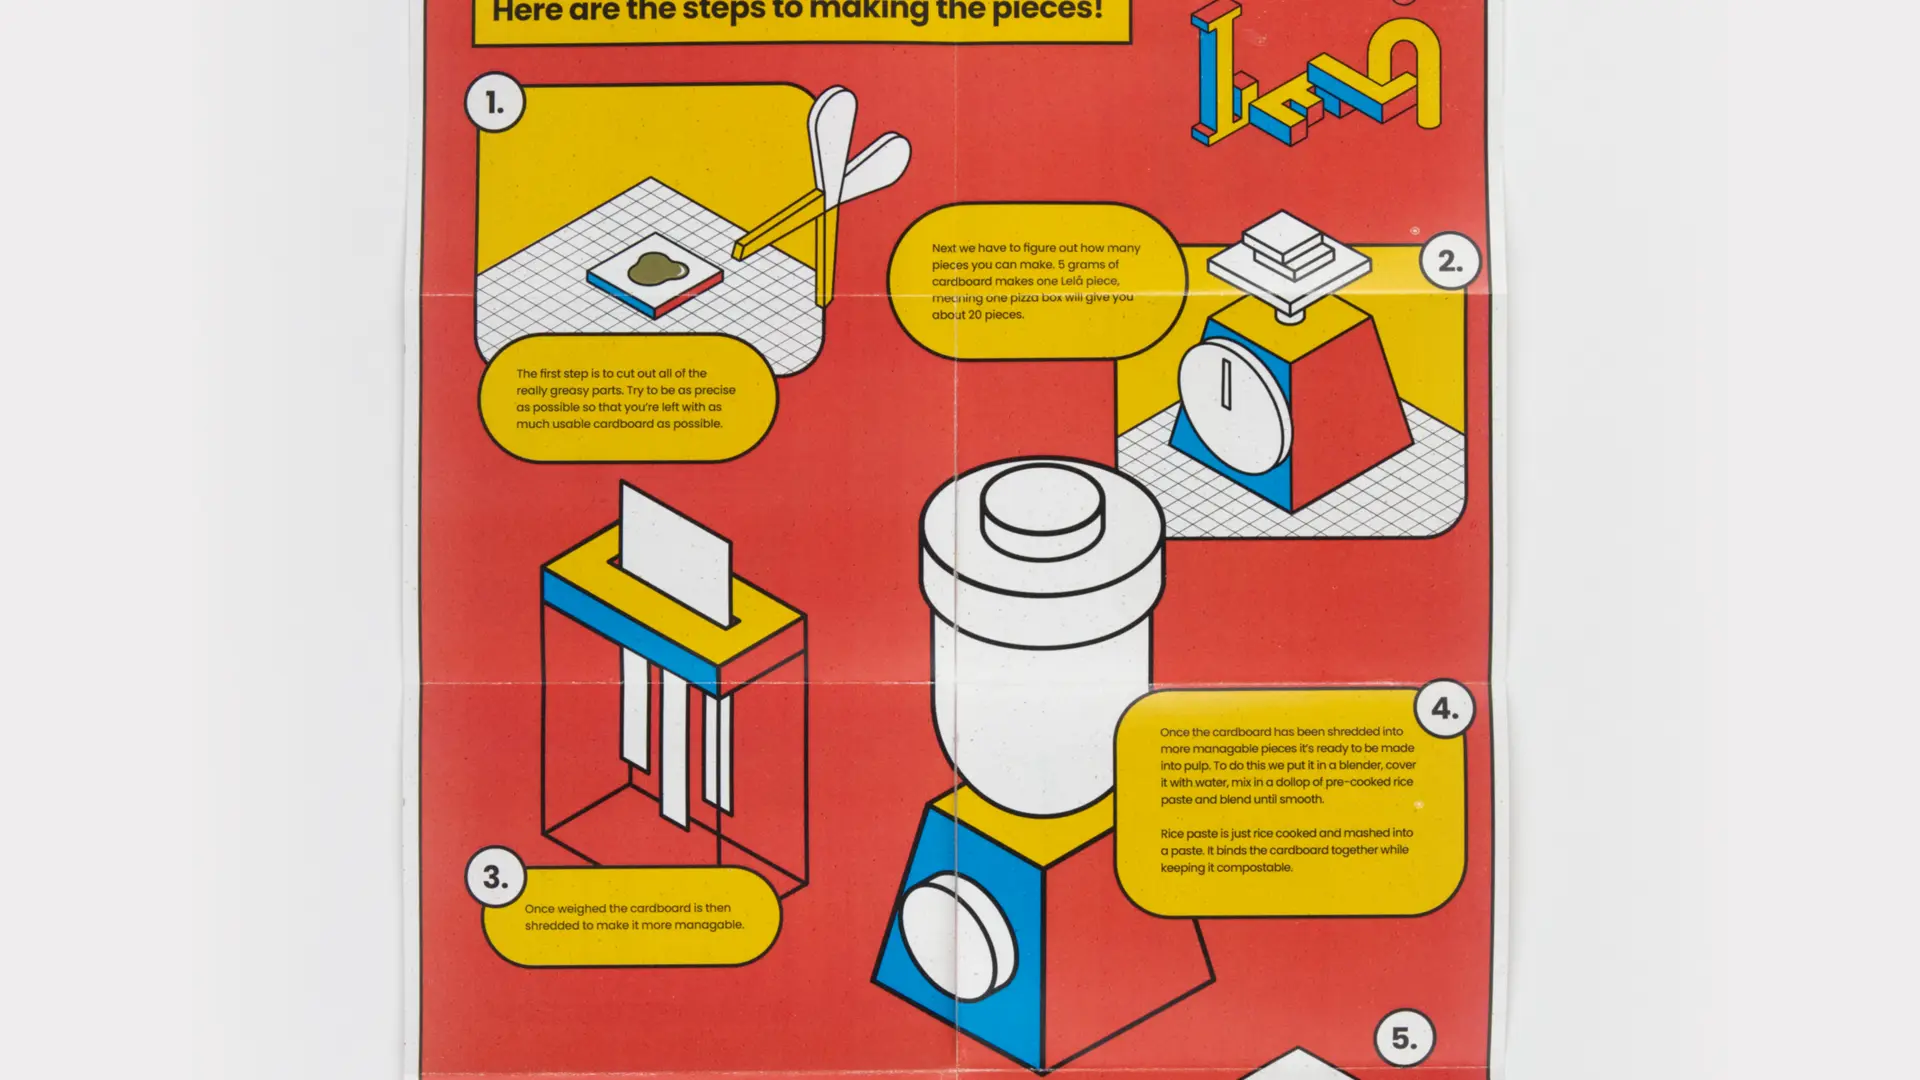 Here are the steps to making the pieces!
Lelå
1.
The first step is to cut out all of the
really greasy parts. Try to be as precise
as possible so that you're left with as
much usable cardboard as possible.
2.
Next we have to figure out how many
pieces you can make. 5 grams of
cardboard makes one Lelå piece,
meaning one pizza box will give you
about 20 pieces.
3.
Once weighed the cardboard is then
shredded to make it more managable.
4.
Once the cardboard has been shredded into
more managable pieces it's ready to be made
into pulp. To do this we put it in a blender, cover
it with water, mix in a dollop of pre-cooked rice
paste and blend until smooth.
Rice paste is just rice cooked and mashed into
a paste. It binds the cardboard together while
keeping it compostable.
5.